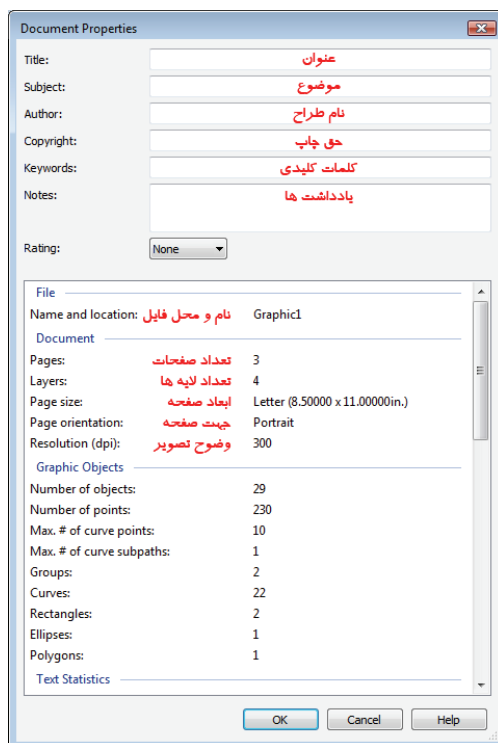 Document Properties
Title: عنوان
Subject: موضوع
Author: نام طراح
Copyright: حق چاپ
Keywords: کلمات کلیدی
Notes: یادداشت ها
Rating: None
File
Name and location: نام و محل فایل Graphic1
Document
Pages: تعداد صفحات 3
Layers: تعداد لایه ها 4
Page size: ابعاد صفحه Letter (8.50000 x 11.00000in.)
Page orientation: جهت صفحه Portrait
Resolution (dpi): وضوح تصویر 300
Graphic Objects
Number of objects: 29
Number of points: 230
Max. # of curve points: 10
Max. # of curve subpaths: 1
Groups: 2
Curves: 22
Rectangles: 2
Ellipses: 1
Polygons: 1
Text Statistics
OK Cancel Help